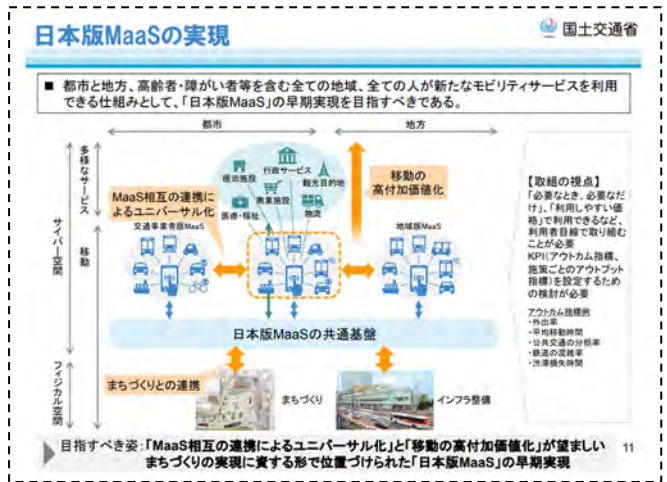 日本版MaaSの実現
国土交通省
■ 都市と地方、高齢者・障がい者等を含む全ての地域、全ての人が新たなモビリティサービスを利用
できる仕組みとして、「日本版MaaS」の早期実現を目指すべきである。
都市
地方
サイバー空間
多様なサービス
移動
フィジカル空間
行政サービス
宿泊施設
観光目的地
商業施設
医療・福祉
物流
移動の
高付加価値化
MaaS相互の連携に
よるユニバーサル化
交通事業者版MaaS
地域版MaaS
日本版MaaSの共通基盤
まちづくりとの連携
まちづくり
インフラ整備
【取組の視点】
「必要なとき、必要なだ
け」、「利用しやすい価
格」で利用できるなど、
利用者目線で取り組む
ことが必要
KPI(アウトカム指標、
施策ごとのアウトプット
指標)を設定するため
の検討が必要
アウトカム指標例
・外出率
・平均移動時間
・公共交通の分担率
・鉄道の混雑率
・渋滞損失時間
目指すべき姿:「MaaS相互の連携によるユニバーサル化」と「移動の高付加価値化」が望ましい
まちづくりの実現に資する形で位置づけられた「日本版MaaS」の早期実現
11